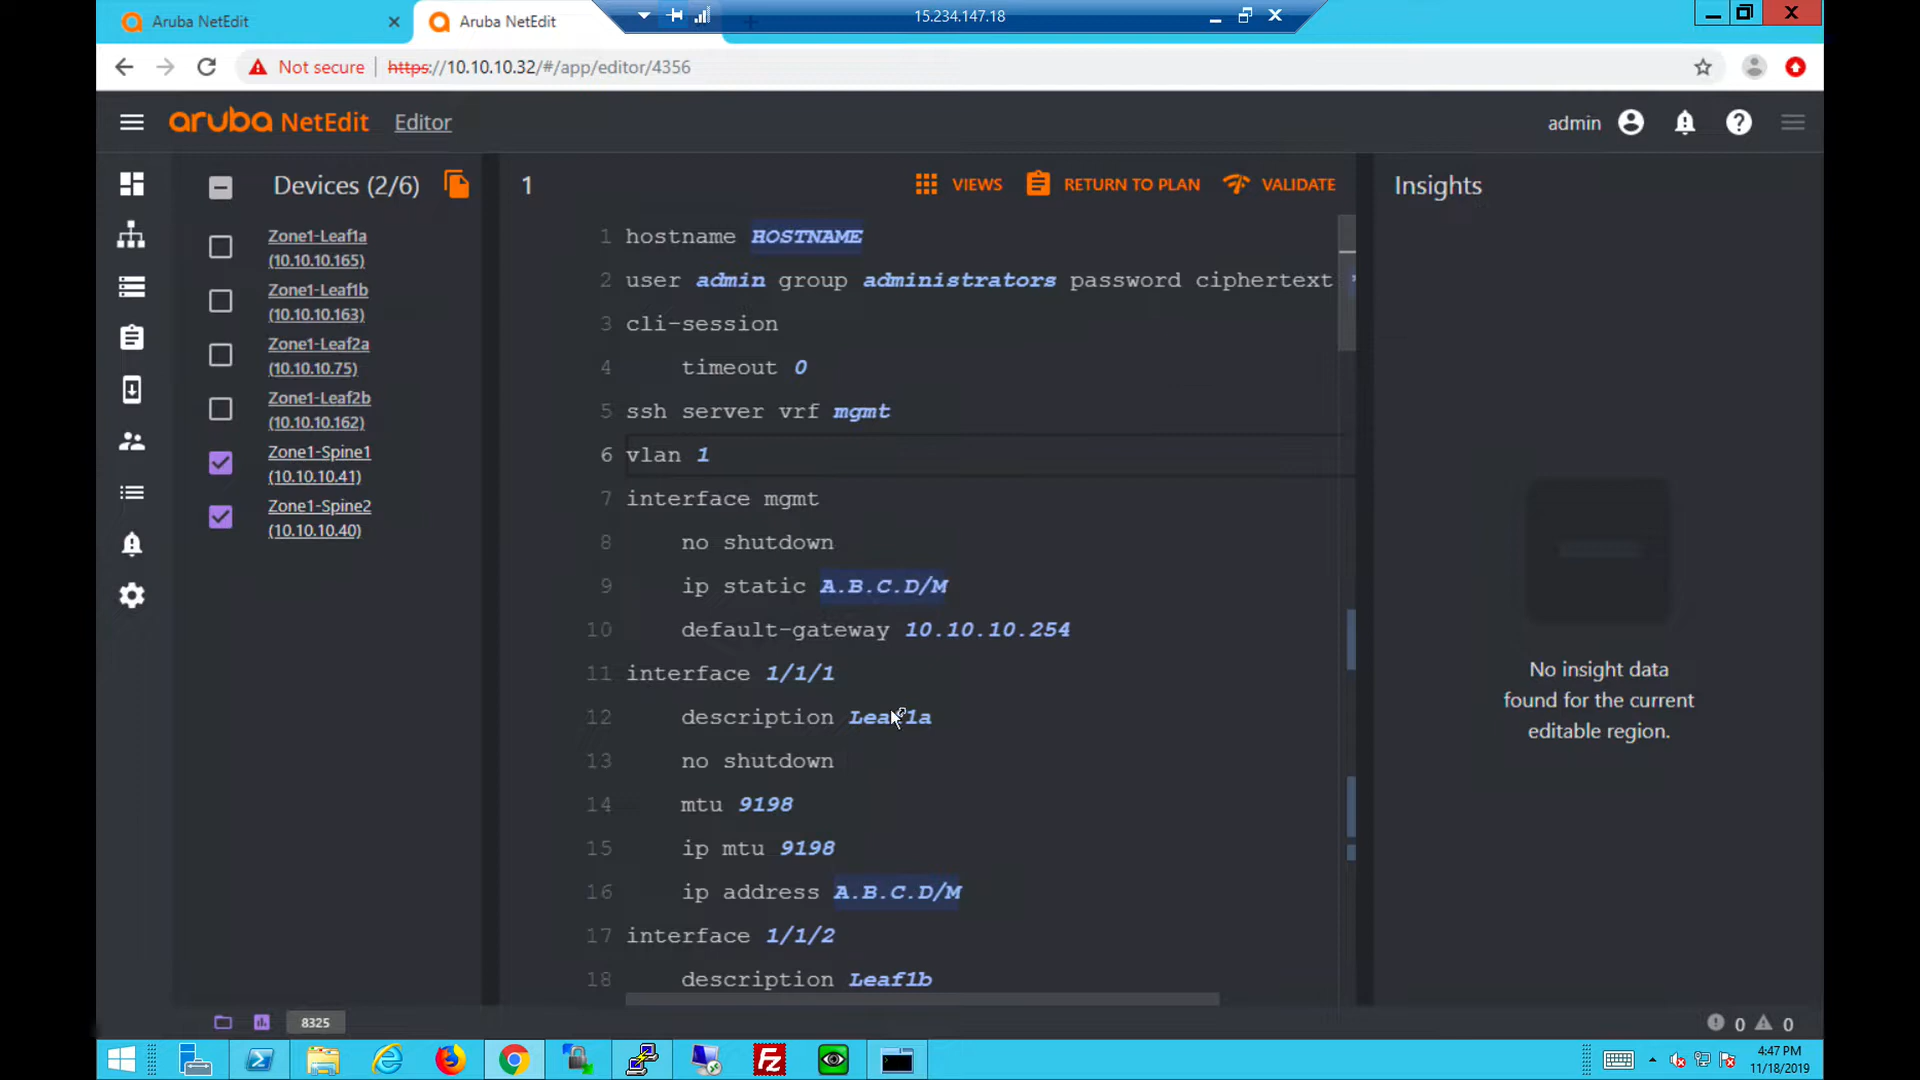 Aruba NetEdit
Aruba NetEdit
15.234.147.18
Not secure
https://10.10.10.32/#/app/editor/4356
aruba NetEdit Editor
admin
Devices (2/6)
1
VIEWS
RETURN TO PLAN
VALIDATE
Insights
Zone1-Leaf1a
(10.10.10.165)
Zone1-Leaf1b
(10.10.10.163)
Zone1-Leaf2a
(10.10.10.75)
Zone1-Leaf2b
(10.10.10.162)
Zone1-Spine1
(10.10.10.41)
Zone1-Spine2
(10.10.10.40)
1 hostname HOSTNAME
2 user admin group administrators password ciphertext
3 cli-session
4 timeout 0
5 ssh server vrf mgmt
6 vlan 1
7 interface mgmt
8 no shutdown
9 ip static A.B.C.D/M
10 default-gateway 10.10.10.254
11 interface 1/1/1
12 description Leaf1a
13 no shutdown
14 mtu 9198
15 ip mtu 9198
16 ip address A.B.C.D/M
17 interface 1/1/2
18 description Leaf1b
No insight data
found for the current
editable region.
8325
0 0
4:47 PM
11/18/2019